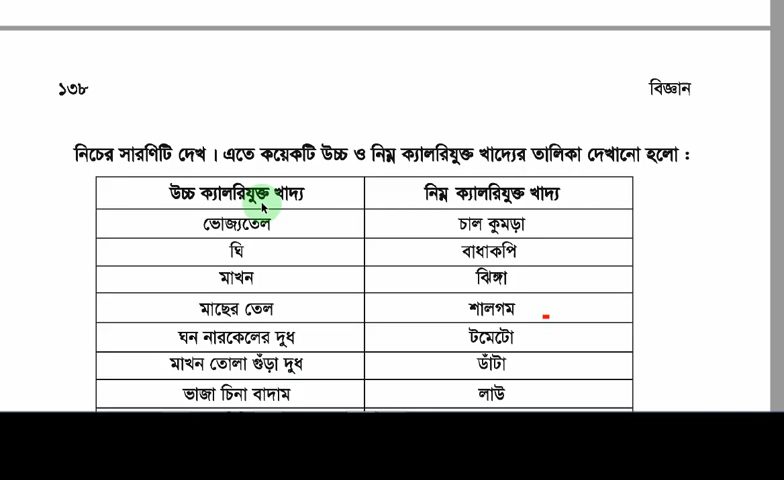 ১৩৮ বিজ্ঞান
নিচের সারণিটি দেখ। এতে কয়েকটি উচ্চ ও নিম্ন ক্যালরিযুক্ত খাদ্যের তালিকা দেখানো হলো :
উচ্চ ক্যালরিযুক্ত খাদ্য নিম্ন ক্যালরিযুক্ত খাদ্য
ভোজ্যতেল চাল কুমড়া
ঘি বাধাকপি
মাখন ঝিঙ্গা
মাছের তেল শালগম
ঘন নারকেলের দুধ টমেটো
মাখন তোলা গুঁড়া দুধ ডাঁটা
ভাজা চিনা বাদাম লাউ